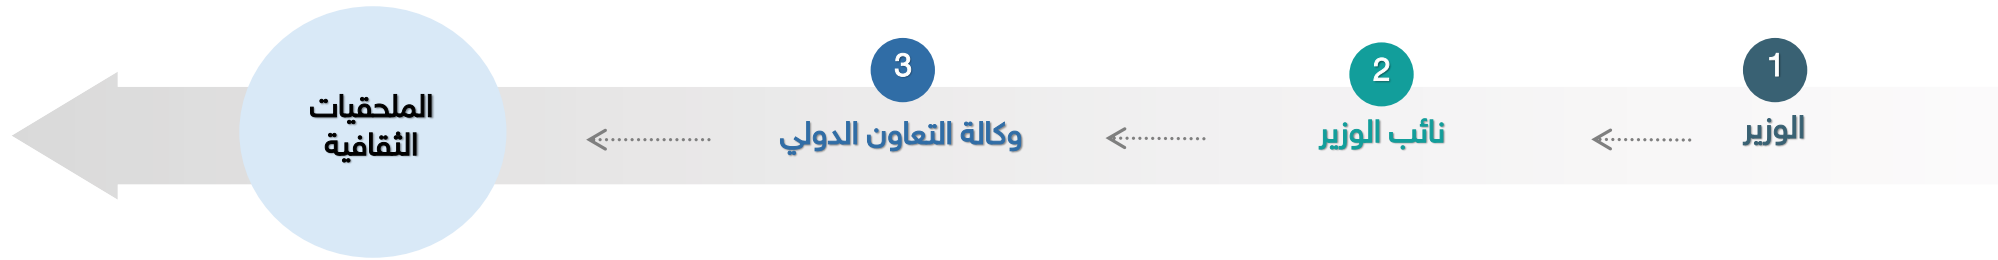 1
الوزير
2
نائب الوزير
3
وكالة التعاون الدولي
الملحقيات
الثقافية